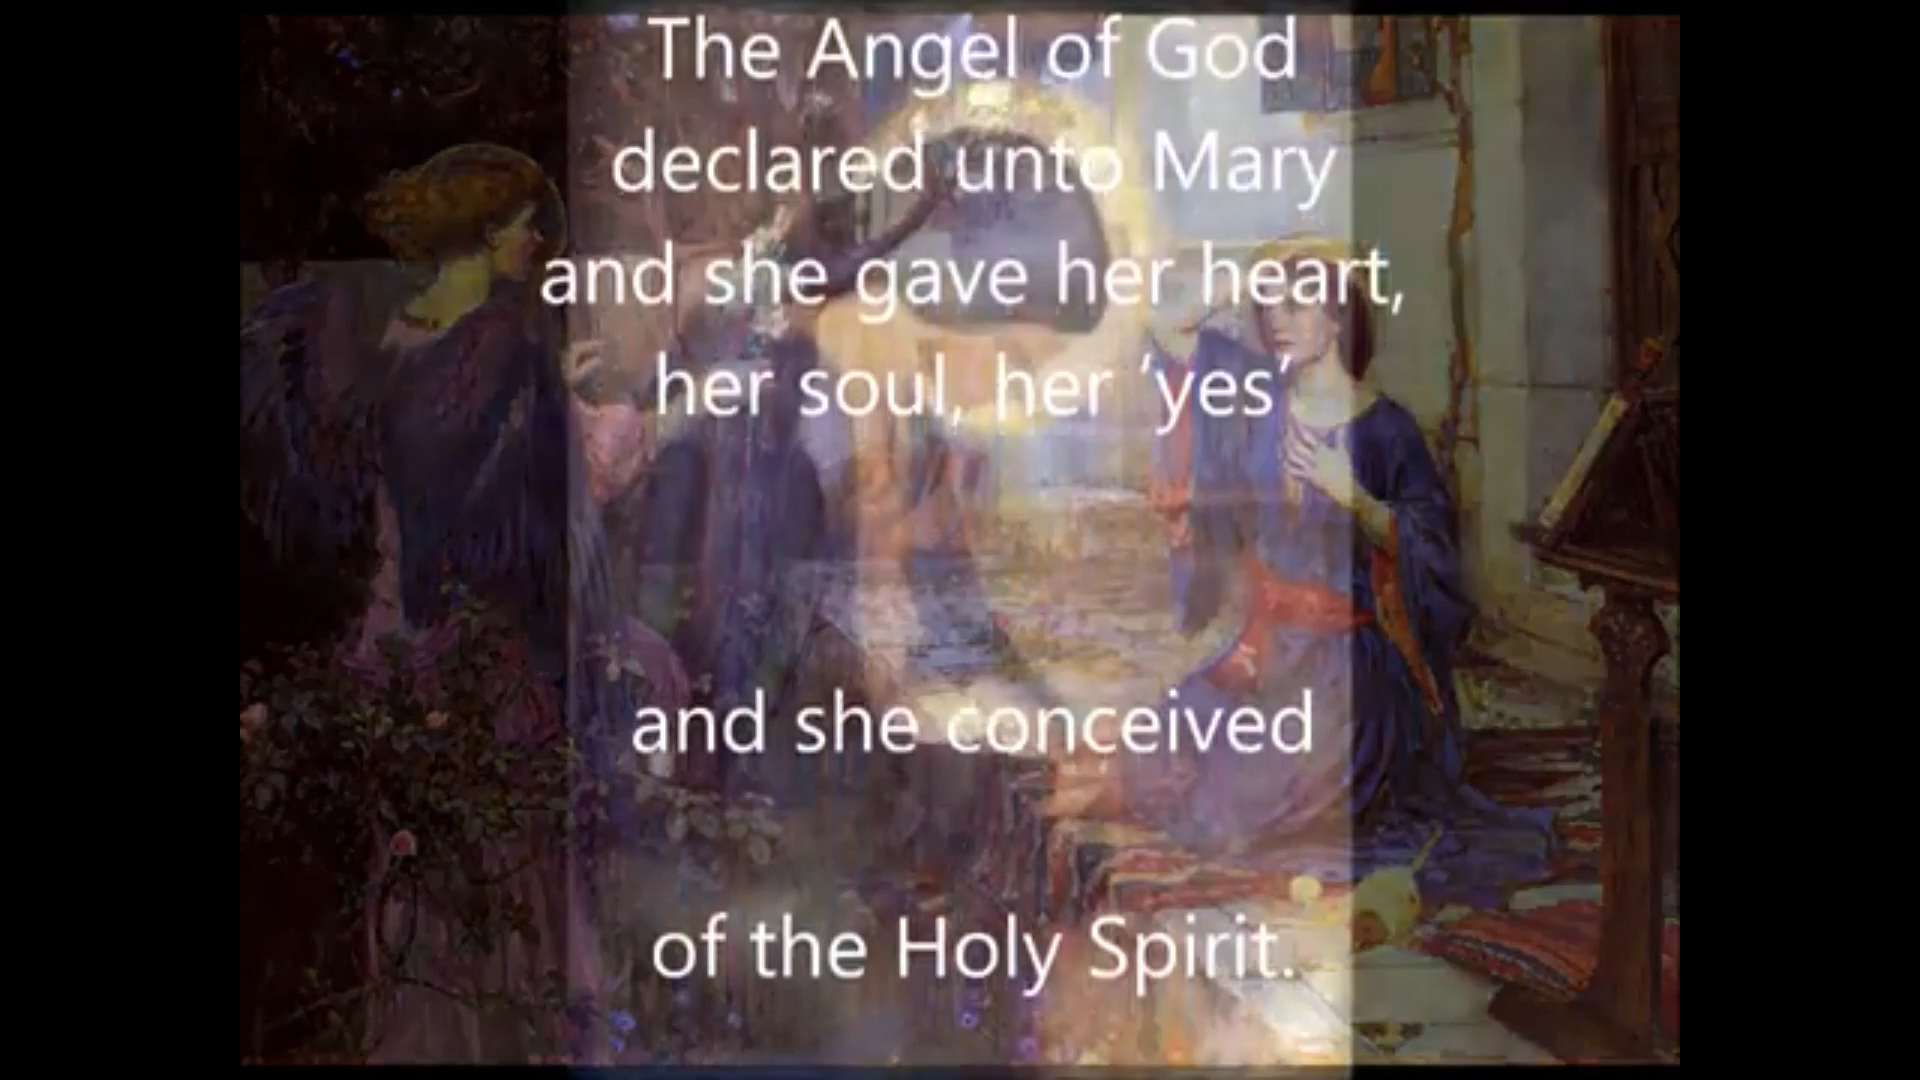 The Angel of God
declared unto Mary
and she gave her heart,
her soul, her ‘yes’
and she conceived
of the Holy Spirit.